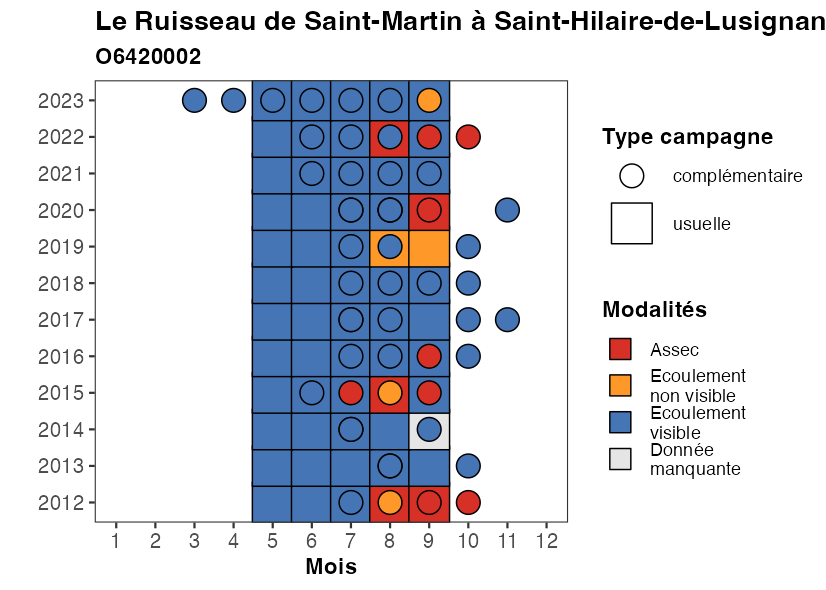 Le Ruisseau de Saint-Martin à Saint-Hilaire-de-Lusignan
O6420002
2023
2022
2021
2020
2019
2018
2017
2016
2015
2014
2013
2012
1 2 3 4 5 6 7 8 9 10 11 12
Mois
Type campagne
complémentaire
usuelle
Modalités
Assec
Ecoulement
non visible
Ecoulement
visible
Donnée
manquante